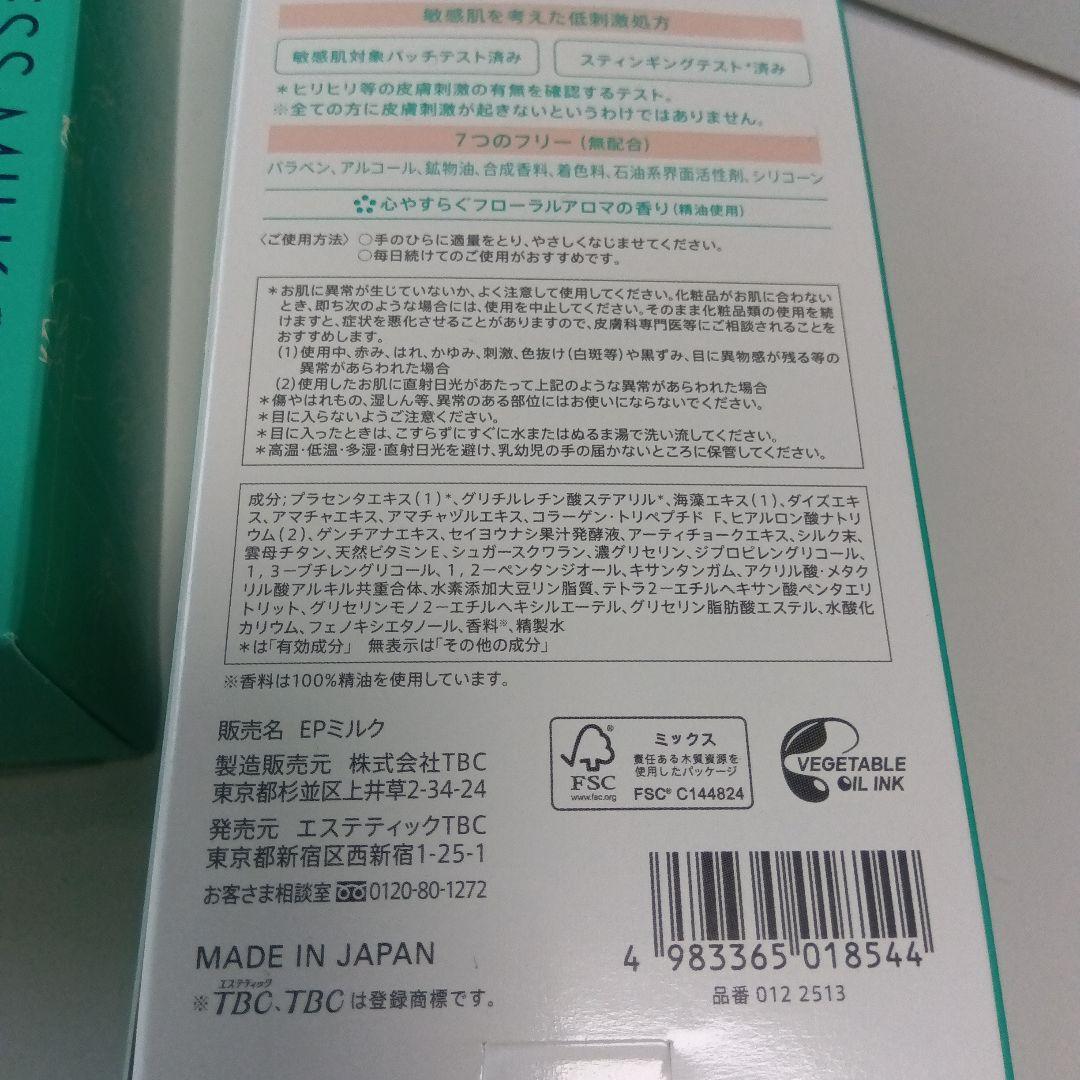 ESS MILK
敏感肌を考えた低刺激処方
敏感肌対象パッチテスト済み
スティンギングテスト*済み
*ヒリヒリ等の皮膚刺激の有無を確認するテスト。
※全ての方に皮膚刺激が起きないというわけではありません。
7つのフリー(無配合)
パラベン、アルコール、鉱物油、合成香料、着色料、石油系界面活性剤、シリコーン
心やすらぐフローラルアロマの香り(精油使用)
〈ご使用方法〉○手のひらに適量をとり、やさしくなじませてください。
○毎日続けてのご使用がおすすめです。
*お肌に異常が生じていないか、よく注意して使用してください。化粧品がお肌に合わない
とき、即ち次のような場合には、使用を中止してください。そのまま化粧品類の使用を続
けますと、症状を悪化させることがありますので、皮膚科専門医等にご相談されることを
おすすめします。
(1)使用中、赤み、はれ、かゆみ、刺激、色抜け(白斑等)や黒ずみ、目に異物感が残る等の
異常があらわれた場合
(2)使用したお肌に直射日光があたって上記のような異常があらわれた場合
*傷やはれもの、湿しん等、異常のある部位にはお使いにならないでください。
*目に入らないようご注意ください。
*目に入ったときは、こすらずにすぐに水またはぬるま湯で洗い流してください。
*高温・低温・多湿・直射日光を避け、乳幼児の手の届かないところに保管してください。
成分;プラセンタエキス(1)*、グリチルレチン酸ステアリル*、海藻エキス(1)、ダイズエキ
ス、アマチャエキス、アマチャヅルエキス、コラーゲン・トリペプチド F、ヒアルロン酸ナトリ
ウム(2)、ゲンチアナエキス、セイヨウナシ果汁発酵液、アーティチョークエキス、シルク末、
雲母チタン、天然ビタミンE、シュガースクワラン、濃グリセリン、ジプロピレングリコール、
1,3-ブチレングリコール、1,2-ペンタンジオール、キサンタンガム、アクリル酸・メタク
リル酸アルキル共重合体、水素添加大豆リン脂質、テトラ2-エチルヘキサン酸ペンタエリ
トリット、グリセリンモノ2-エチルヘキシルエーテル、グリセリン脂肪酸エステル、水酸化
カリウム、フェノキシエタノール、香料※、精製水
*は「有効成分」 無表示は「その他の成分」
※香料は100%精油を使用しています。
販売名 EPミルク
製造販売元 株式会社TBC
東京都杉並区上井草2-34-24
発売元 エステティックTBC
東京都新宿区西新宿1-25-1
お客さま相談室 0120-80-1272
MADE IN JAPAN
エステティック
※TBC、TBCは登録商標です。
FSC
www.fsc.org
ミックス
責任ある木質資源を
使用したパッケージ
FSC® C144824
VEGETABLE
OIL INK
4 983365 018544
品番 012 2513